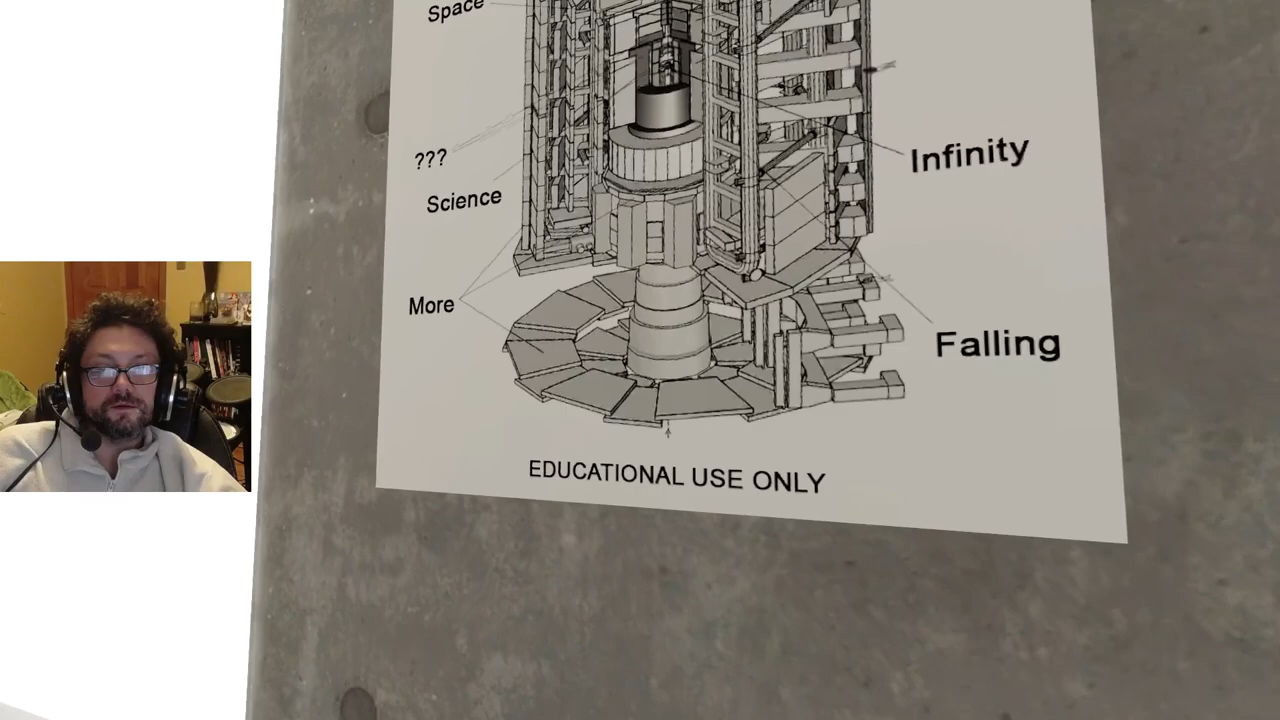 Space
???
Science
More
Infinity
Falling
EDUCATIONAL USE ONLY